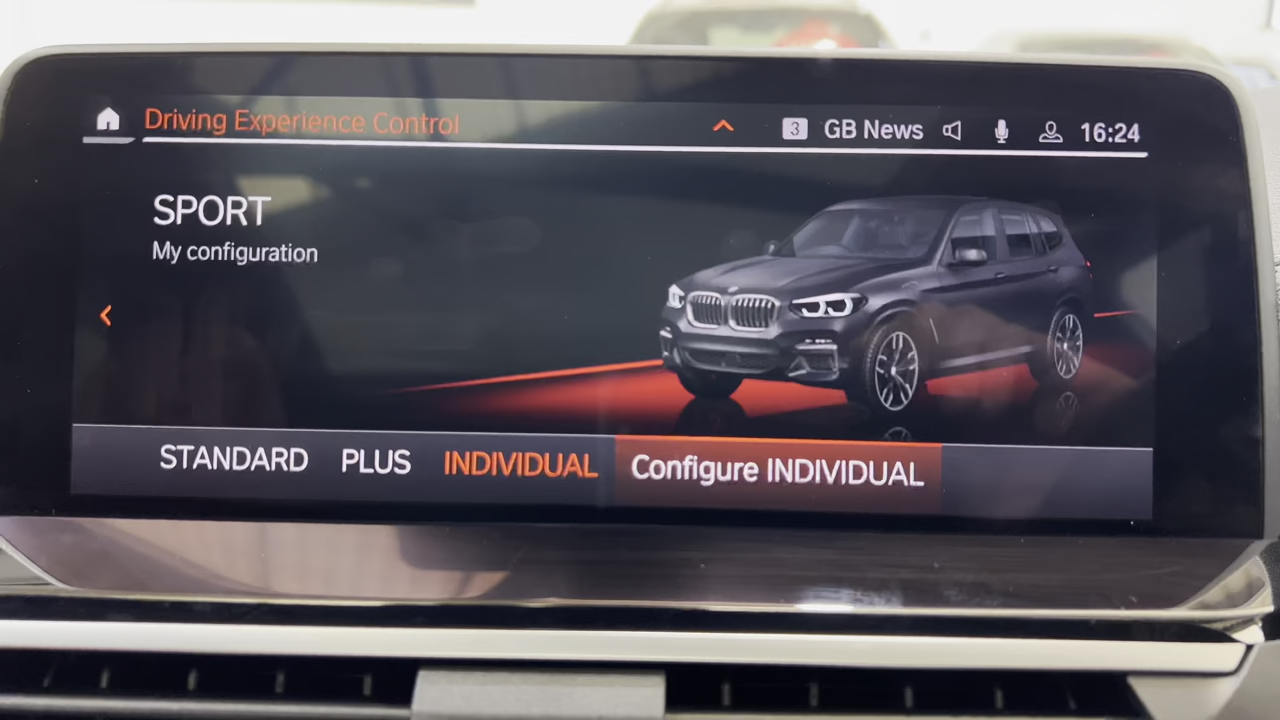 Driving Experience Control
3 GB News 16:24
SPORT
My configuration
STANDARD PLUS INDIVIDUAL Configure INDIVIDUAL